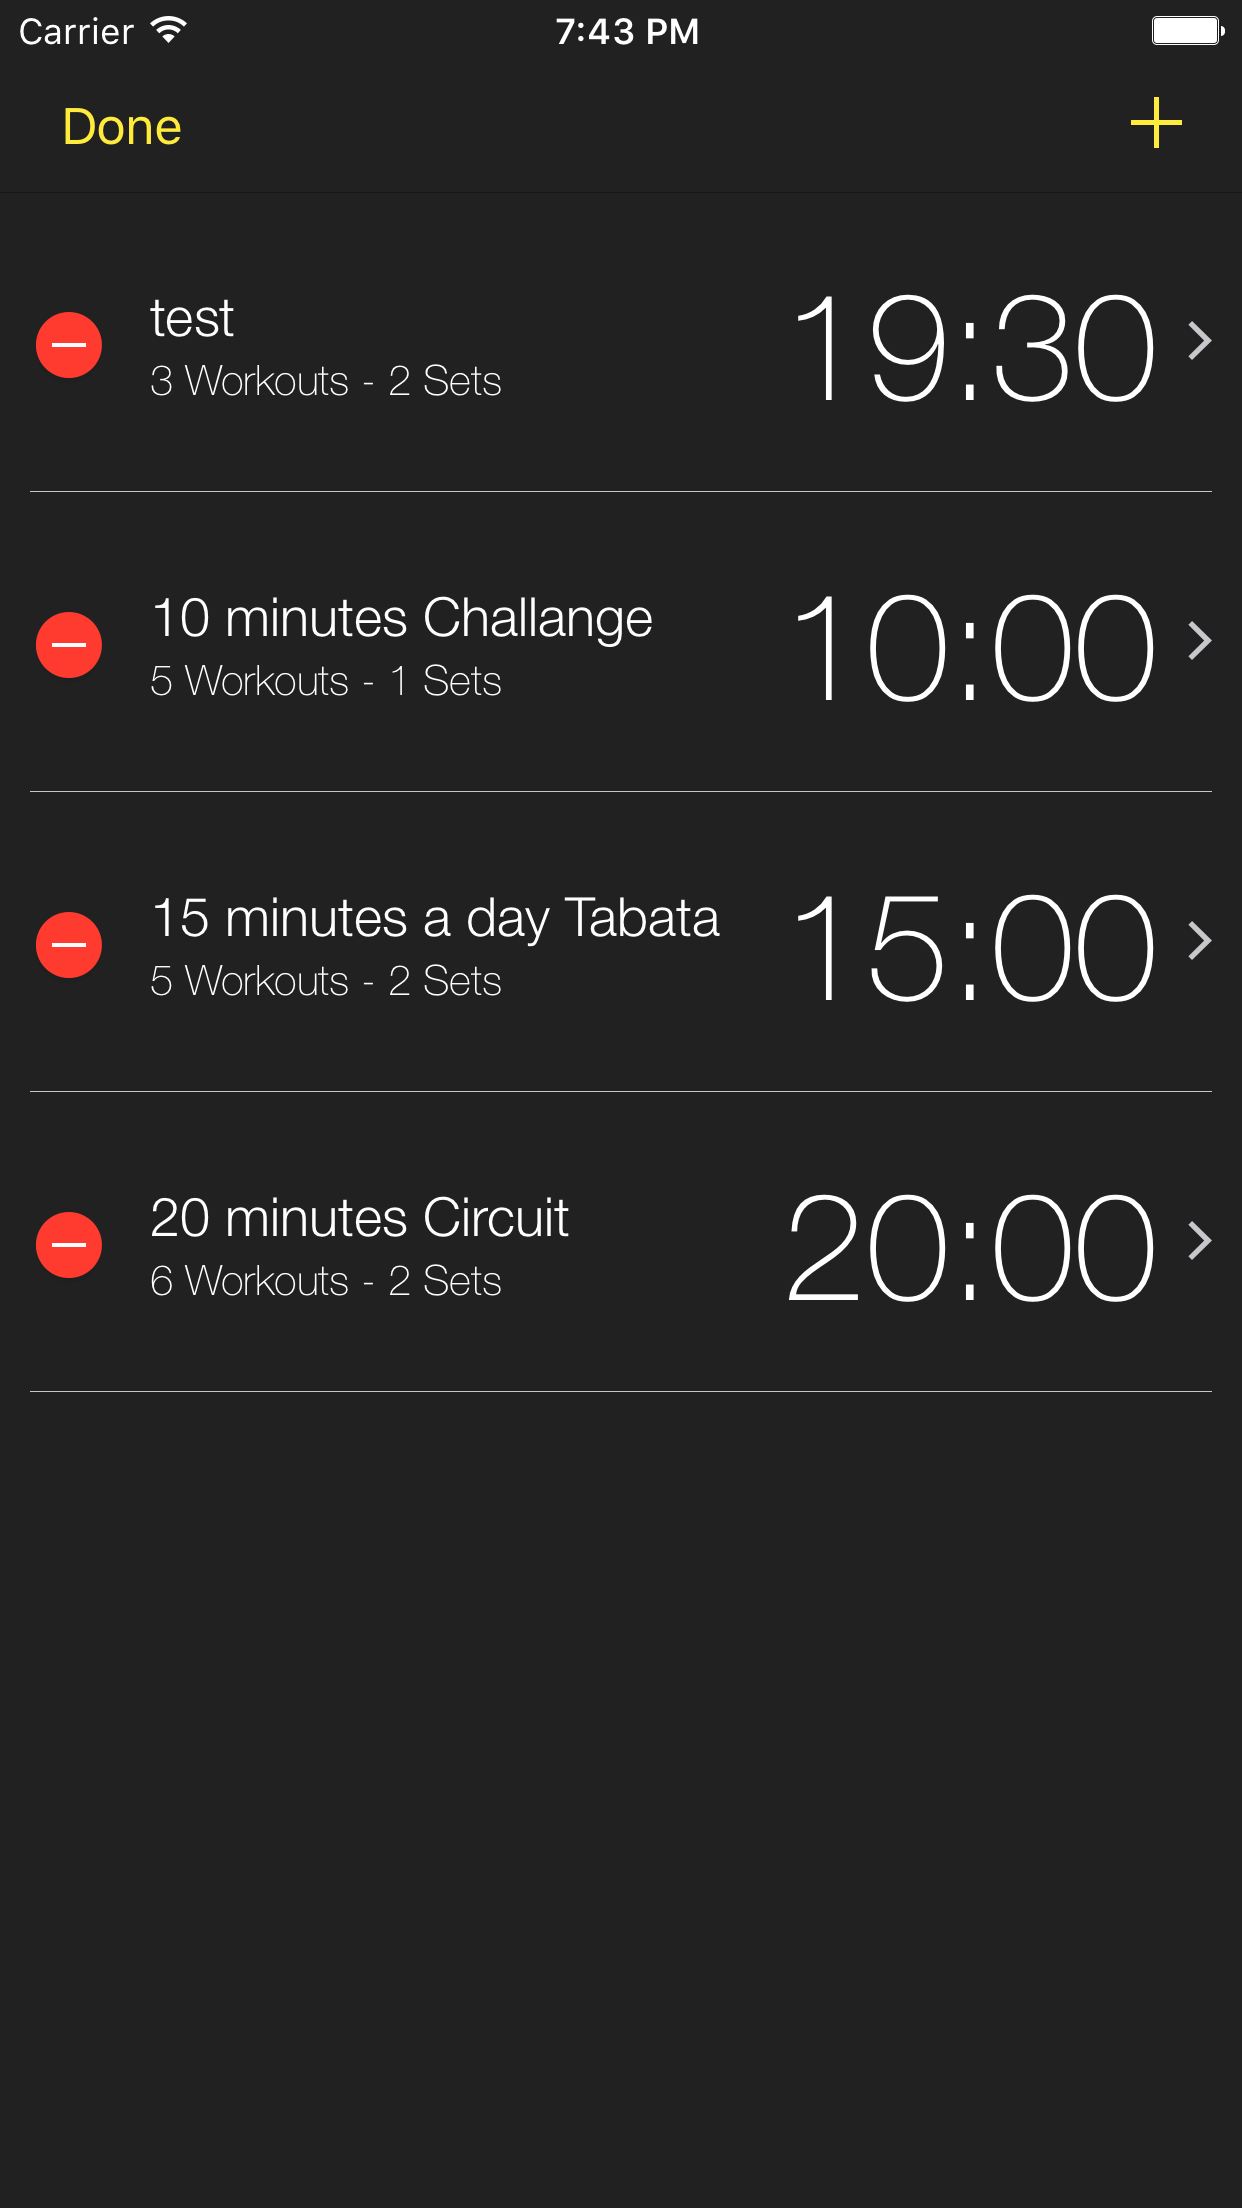 Carrier 7:43 PM
Done +
test
3 Workouts - 2 Sets
19:30
10 minutes Challange
5 Workouts - 1 Sets
10:00
15 minutes a day Tabata
5 Workouts - 2 Sets
15:00
20 minutes Circuit
6 Workouts - 2 Sets
20:00